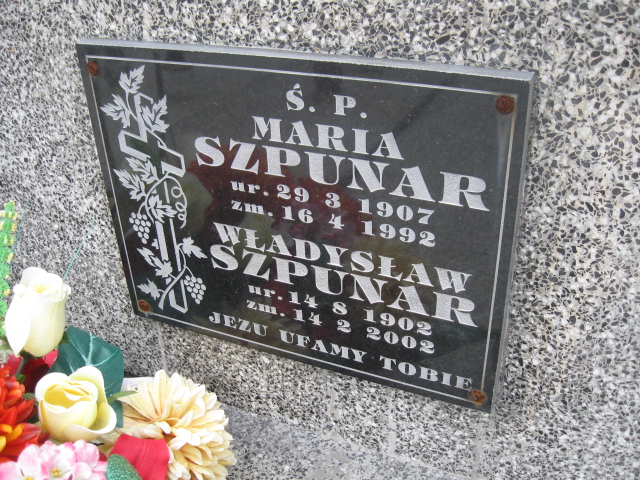 Ś. P.
MARIA
SZPUNAR
ur. 29 3 1907
zm. 16 4 1992
WŁADYSŁAW
SZPUNAR
ur. 14 8 1902
zm. 14 2 2002
JEZU UFAMY TOBIE